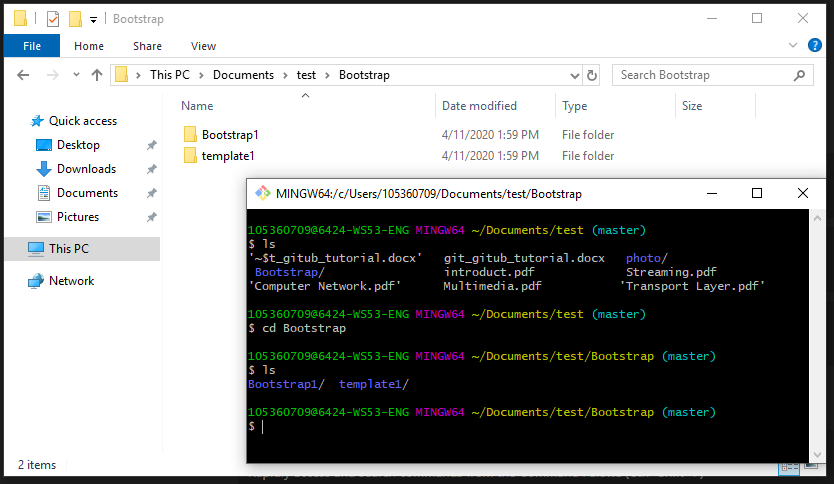 Bootstrap
File Home Share View
This PC Documents test Bootstrap Search Bootstrap
Name Date modified Type Size
Quick access
Desktop
Downloads
Documents
Pictures
This PC
Network
Bootstrap1 4/11/2020 1:59 PM File folder
template1 4/11/2020 1:59 PM File folder
MINGW64:/c/Users/105360709/Documents/test/Bootstrap
105360709@6424-WS53-ENG MINGW64 ~/Documents/test (master)
$ ls
'~$t_gitub_tutorial.docx' git_gitub_tutorial.docx photo/
Bootstrap/ introduct.pdf Streaming.pdf
'Computer Network.pdf' Multimedia.pdf 'Transport Layer.pdf'
105360709@6424-WS53-ENG MINGW64 ~/Documents/test (master)
$ cd Bootstrap
105360709@6424-WS53-ENG MINGW64 ~/Documents/test/Bootstrap (master)
$ ls
Bootstrap1/ template1/
105360709@6424-WS53-ENG MINGW64 ~/Documents/test/Bootstrap (master)
$
2 items